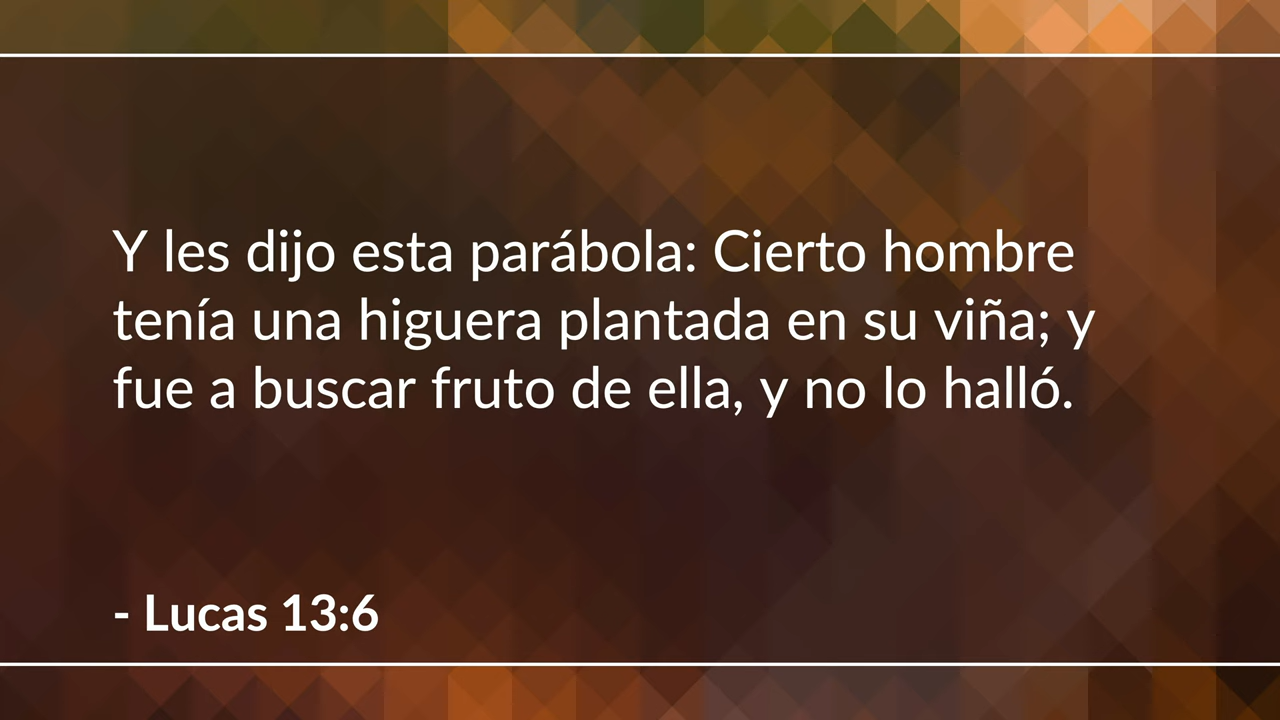 Y les dijo esta parábola: Cierto hombre
tenía una higuera plantada en su viña; y
fue a buscar fruto de ella, y no lo halló.
- Lucas 13:6